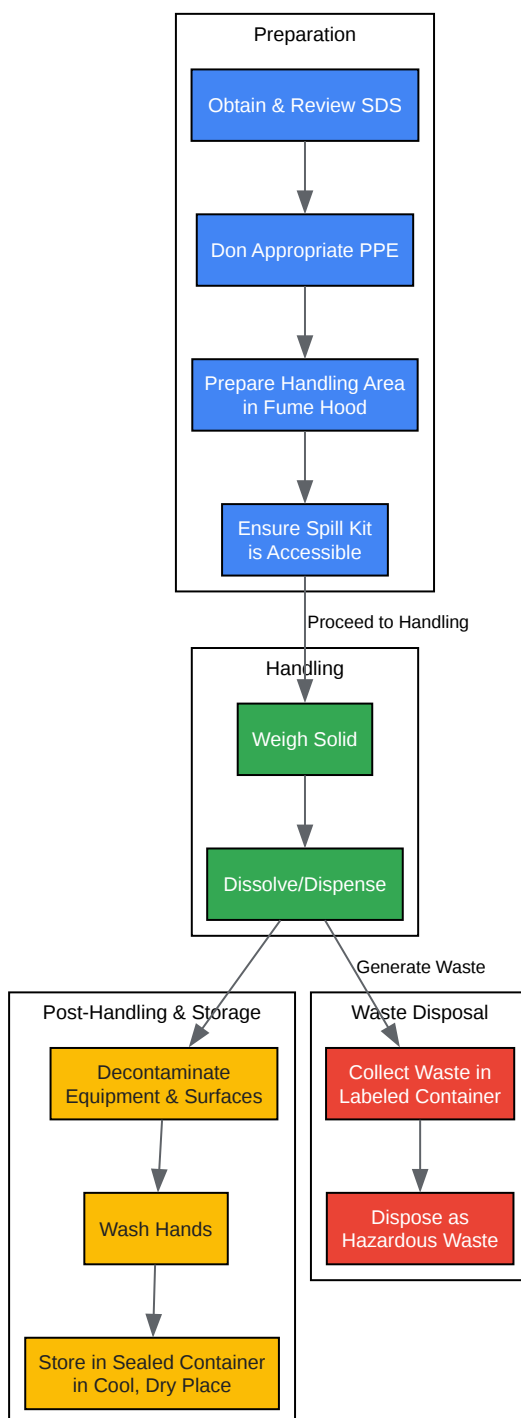 Preparation
Obtain & Review SDS
Don Appropriate PPE
Prepare Handling Area
in Fume Hood
Ensure Spill Kit
is Accessible
Proceed to Handling
Handling
Weigh Solid
Dissolve/Dispense
Generate Waste
Post-Handling & Storage
Decontaminate
Equipment & Surfaces
Wash Hands
Store in Sealed Container
in Cool, Dry Place
Waste Disposal
Collect Waste in
Labeled Container
Dispose as
Hazardous Waste